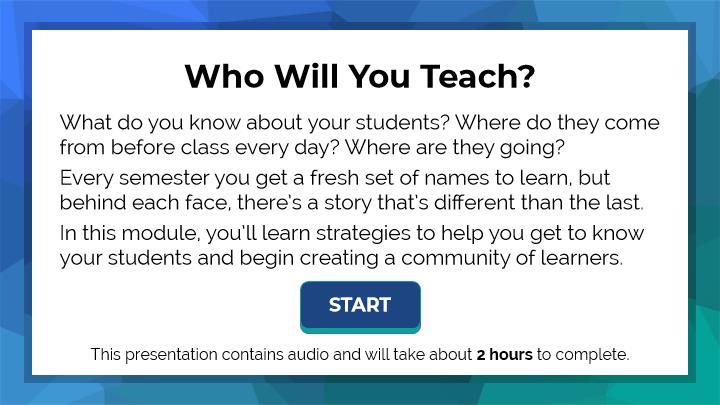 Who Will You Teach?
What do you know about your students? Where do they come
from before class every day? Where are they going?
Every semester you get a fresh set of names to learn, but
behind each face, there's a story that's different than the last.
In this module, you'll learn strategies to help you get to know
your students and begin creating a community of learners.
START
This presentation contains audio and will take about 2 hours to complete.